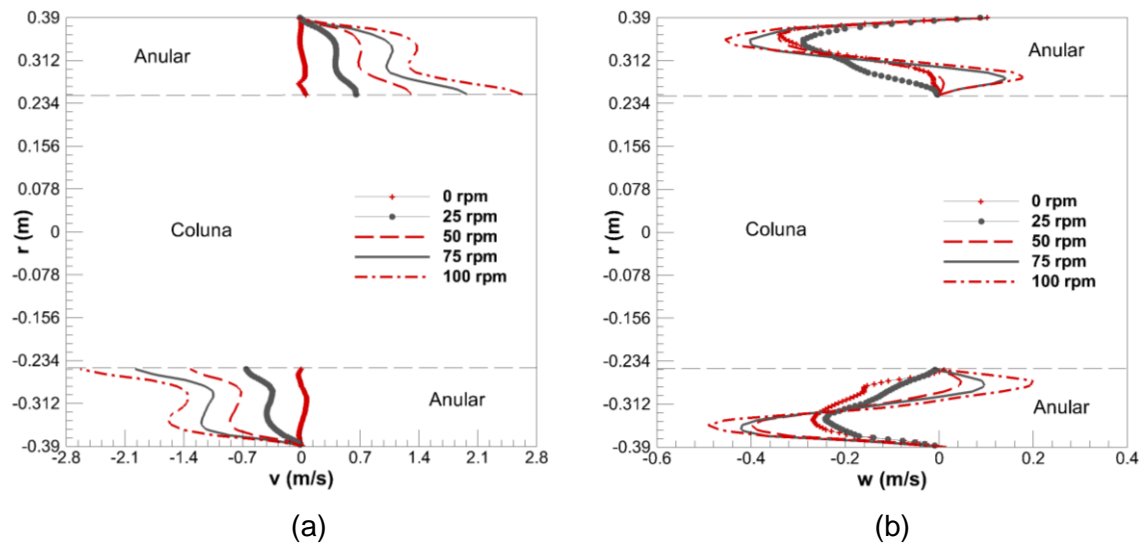 0.39
0.312
0.234
0.156
0.078
0
-0.078
-0.156
-0.234
-0.312
-0.39
r (m)
Anular
Coluna
0 rpm
25 rpm
50 rpm
75 rpm
100 rpm
Anular
-2.8 -2.1 -1.4 -0.7 0 0.7 1.4 2.1 2.8
v (m/s)
(a)
0.39
0.312
0.234
0.156
0.078
0
-0.078
-0.156
-0.234
-0.312
-0.39
r (m)
Anular
Coluna
0 rpm
25 rpm
50 rpm
75 rpm
100 rpm
Anular
-0.6 -0.4 -0.2 0 0.2 0.4
w (m/s)
(b)